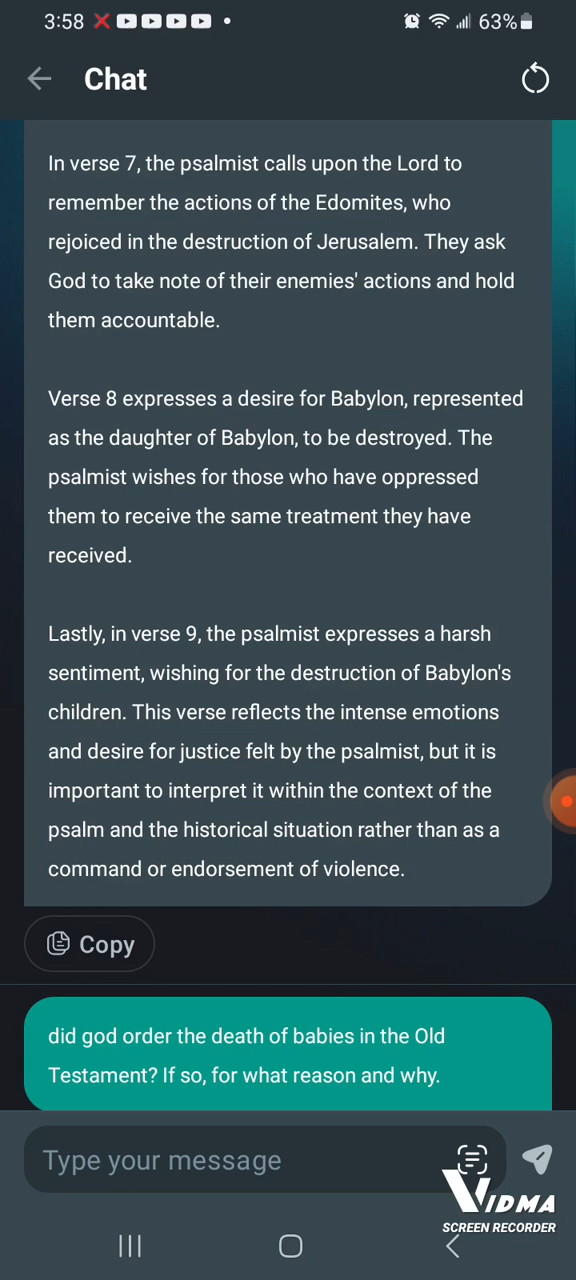 3:58
63%
Chat
In verse 7, the psalmist calls upon the Lord to
remember the actions of the Edomites, who
rejoiced in the destruction of Jerusalem. They ask
God to take note of their enemies' actions and hold
them accountable.
Verse 8 expresses a desire for Babylon, represented
as the daughter of Babylon, to be destroyed. The
psalmist wishes for those who have oppressed
them to receive the same treatment they have
received.
Lastly, in verse 9, the psalmist expresses a harsh
sentiment, wishing for the destruction of Babylon's
children. This verse reflects the intense emotions
and desire for justice felt by the psalmist, but it is
important to interpret it within the context of the
psalm and the historical situation rather than as a
command or endorsement of violence.
Copy
did god order the death of babies in the Old
Testament? If so, for what reason and why.
Type your message
VIDMA
SCREEN RECORDER